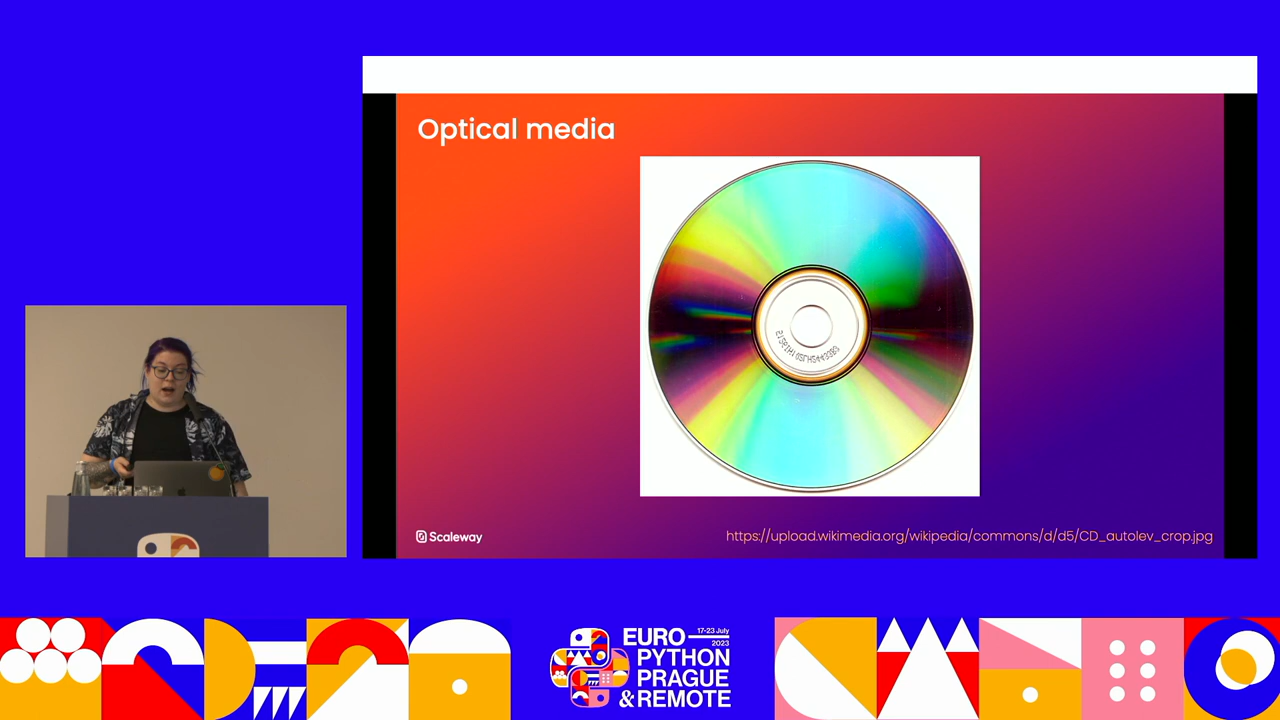 Optical media
Scaleway
https://upload.wikimedia.org/wikipedia/commons/d/d5/CD_autolev_crop.jpg
17-23 July
2023
EURO
PYTHON
PRAGUE
& REMOTE